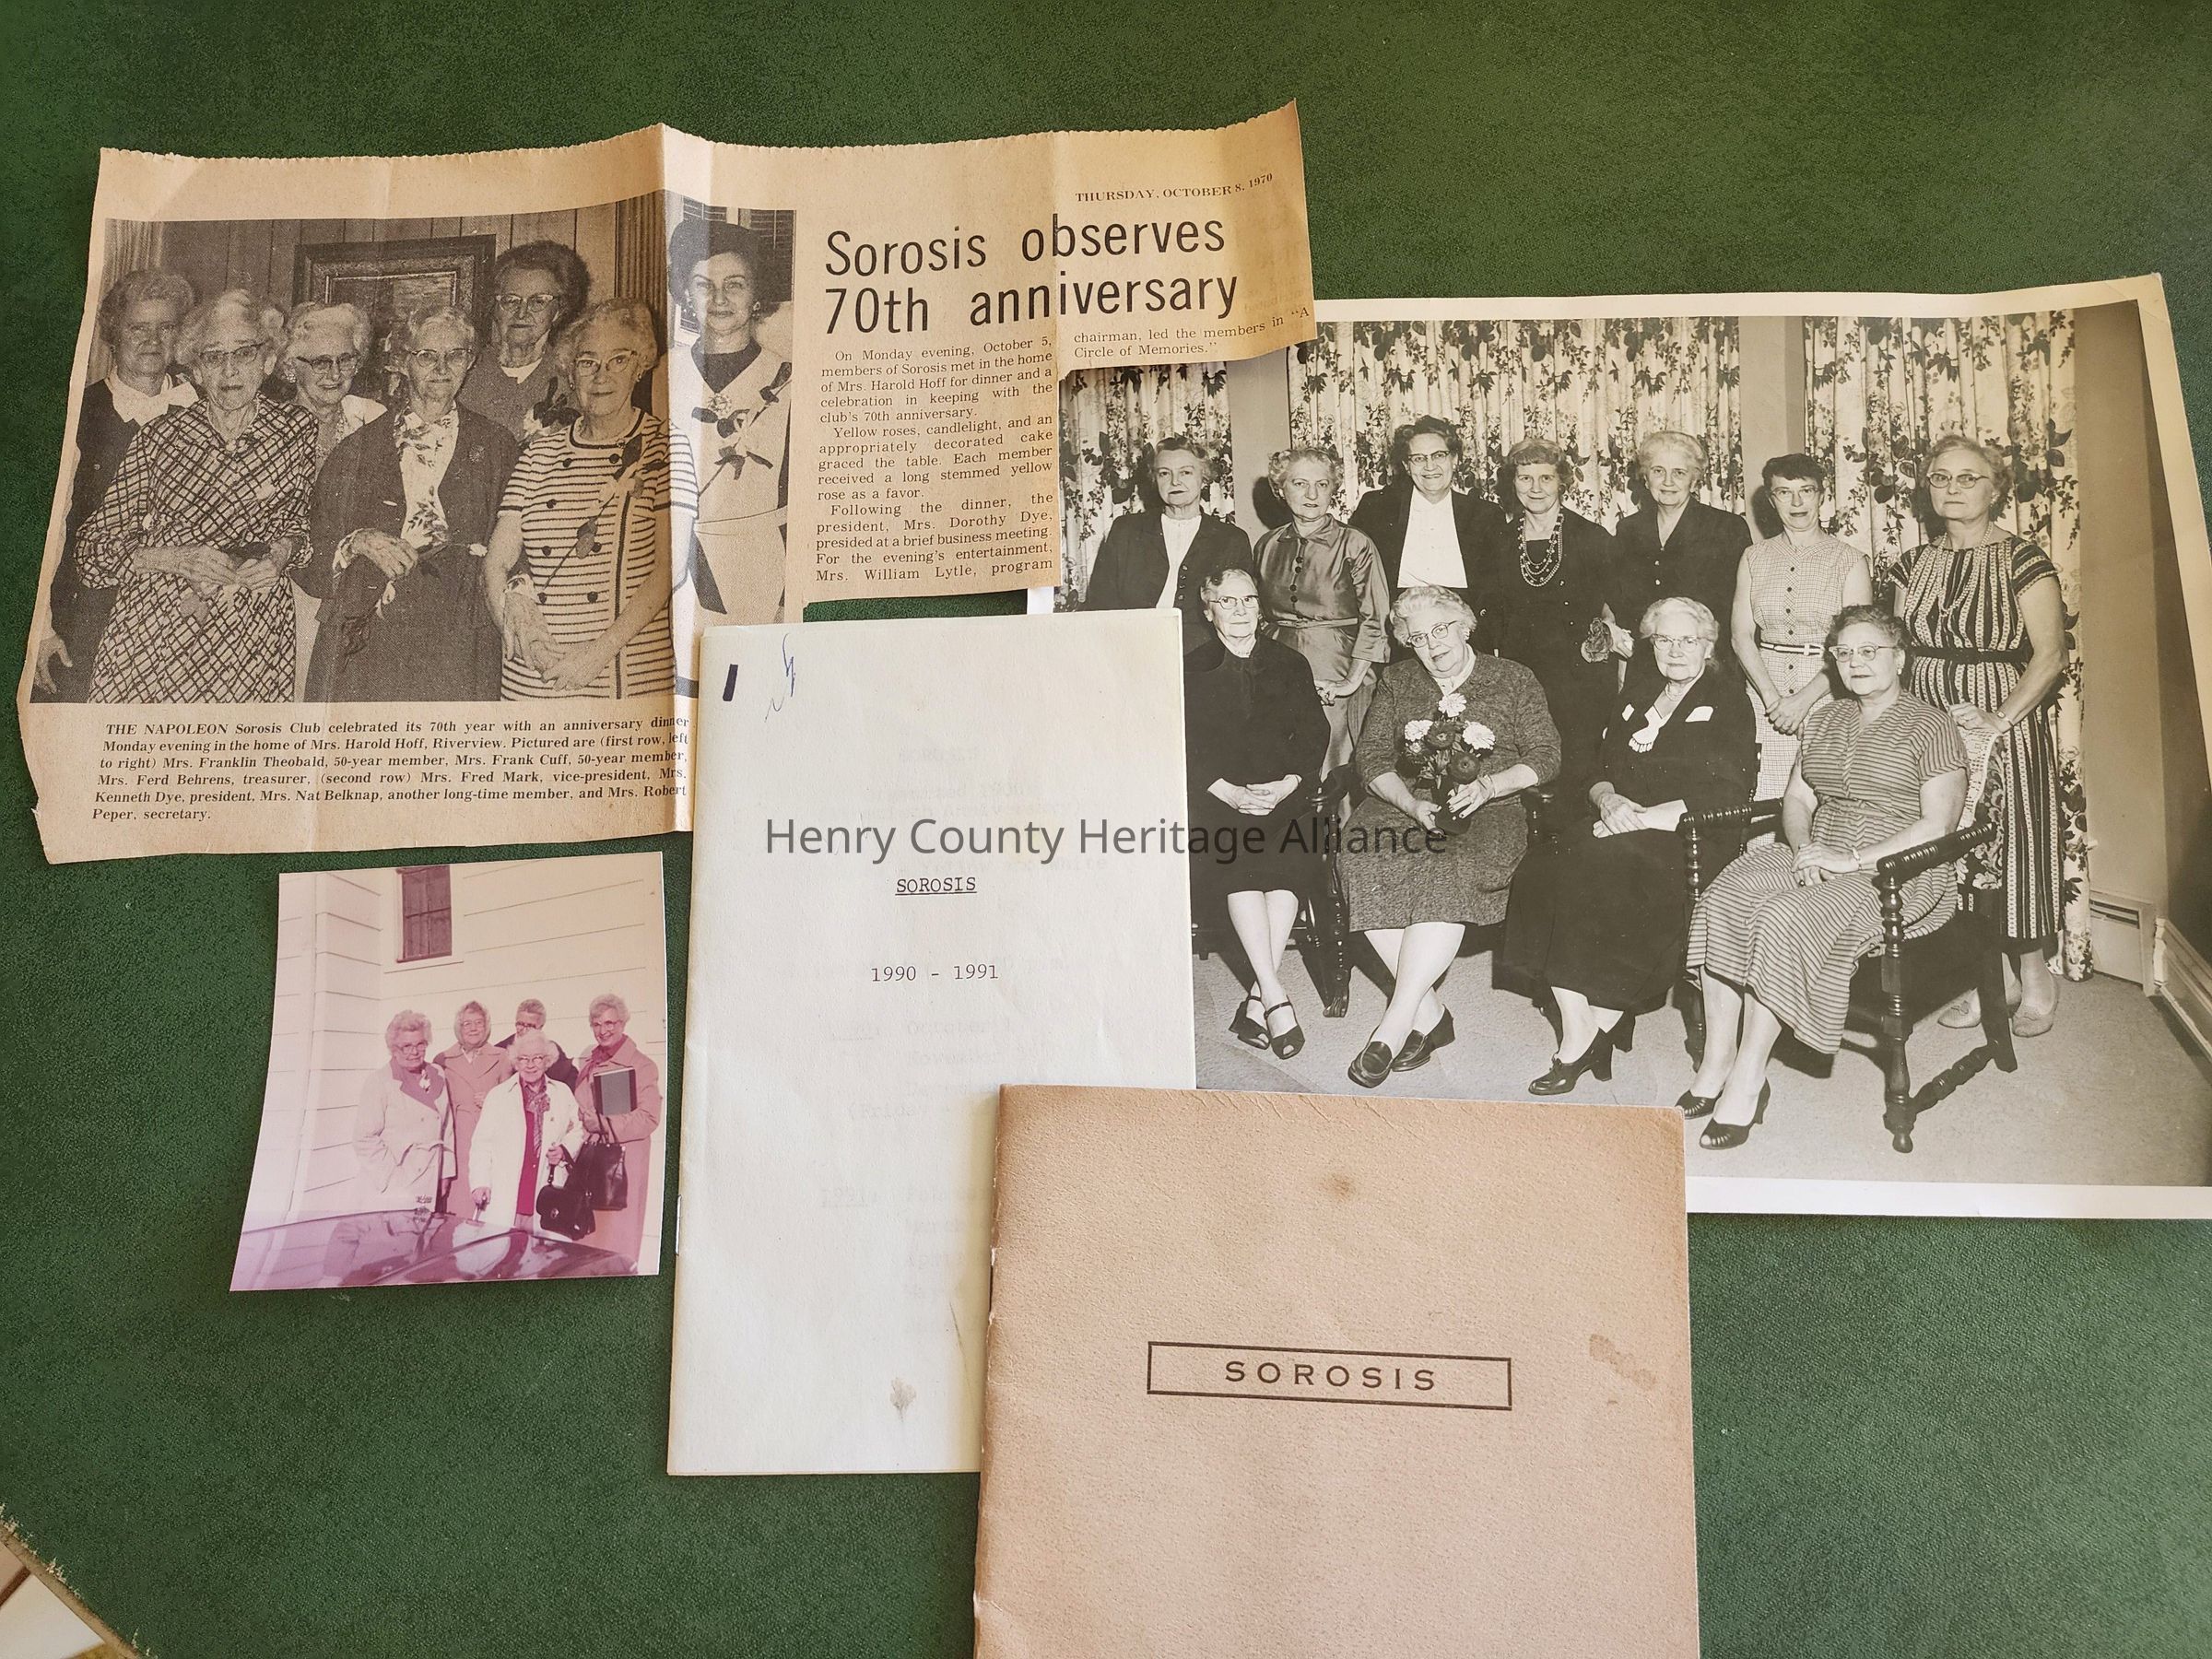 THURSDAY, OCTOBER 8, 1970
Sorosis observes
70th anniversary
On Monday evening, October 5,
members of Sorosis met in the home
of Mrs. Harold Hoff for dinner and a
celebration in keeping with the
club's 70th anniversary.
Yellow roses, candlelight, and an
appropriately decorated cake
graced the table. Each member
received a long stemmed yellow
rose as a favor.
Following the dinner, the
president, Mrs. Dorothy Dye,
presided at a brief business meeting.
For the evening's entertainment,
Mrs. William Lytle, program
chairman, led the members in "A
Circle of Memories."
THE NAPOLEON Sorosis Club celebrated its 70th year with an anniversary dinner
Monday evening in the home of Mrs. Harold Hoff, Riverview. Pictured are (first row, left
to right) Mrs. Franklin Theobald, 50-year member, Mrs. Frank Cuff, 50-year member,
Mrs. Ferd Behrens, treasurer, (second row) Mrs. Fred Mark, vice-president, Mrs.
Kenneth Dye, president, Mrs. Nat Belknap, another long-time member, and Mrs. Robert
Peper, secretary.
Henry County Heritage Alliance
SOROSIS
1990 - 1991
SOROSIS